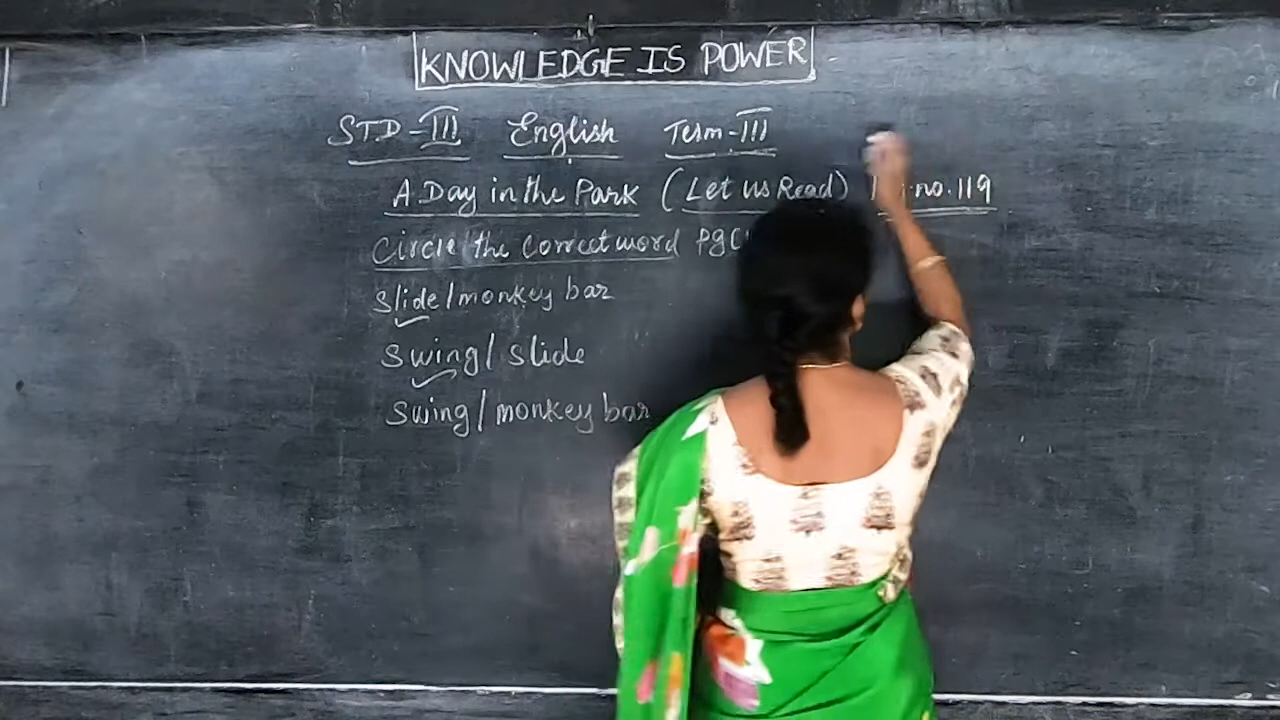 KNOWLEDGE IS POWER
STD-III English Term-III
A Day in the Park (Let us Read) no.119
Circle the Correct word Pg
Slide/monkey bar
Swing/slide
Swing/monkey bar